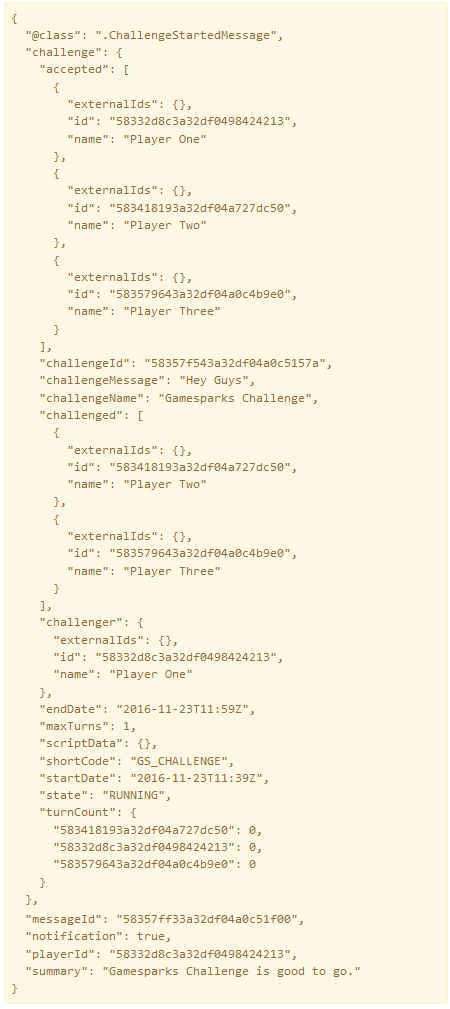 {
  "@class": ".ChallengeStartedMessage",
  "challenge": {
    "accepted": [
      {
        "externalIds": {},
        "id": "58332d8c3a32df0498424213",
        "name": "Player One"
      },
      {
        "externalIds": {},
        "id": "583418193a32df04a727dc50",
        "name": "Player Two"
      },
      {
        "externalIds": {},
        "id": "583579643a32df04a0c4b9e0",
        "name": "Player Three"
      }
    ],
    "challengeId": "58357f543a32df04a0c5157a",
    "challengeMessage": "Hey Guys",
    "challengeName": "Gamesparks Challenge",
    "challenged": [
      {
        "externalIds": {},
        "id": "583418193a32df04a727dc50",
        "name": "Player Two"
      },
      {
        "externalIds": {},
        "id": "583579643a32df04a0c4b9e0",
        "name": "Player Three"
      }
    ],
    "challenger": {
      "externalIds": {},
      "id": "58332d8c3a32df0498424213",
      "name": "Player One"
    },
    "endDate": "2016-11-23T11:59Z",
    "maxTurns": 1,
    "scriptData": {},
    "shortCode": "GS_CHALLENGE",
    "startDate": "2016-11-23T11:39Z",
    "state": "RUNNING",
    "turnCount": {
      "583418193a32df04a727dc50": 0,
      "58332d8c3a32df0498424213": 0,
      "583579643a32df04a0c4b9e0": 0
    }
  },
  "messageId": "58357ff33a32df04a0c51f00",
  "notification": true,
  "playerId": "58332d8c3a32df0498424213",
  "summary": "Gamesparks Challenge is good to go."
}